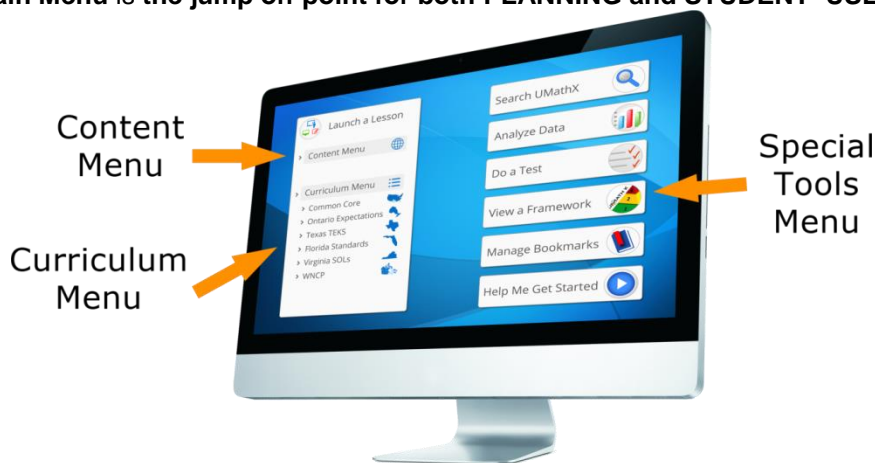 ain Menu is the jump on point for both PLANNING and STUDENT USE
Content
Menu
Curriculum
Menu
Launch a Lesson
› Content Menu
› Curriculum Menu
› Common Core
› Ontario Expectations
› Texas TEKS
› Florida Standards
› Virginia SOLs
› WNCP
Search UMathX
Analyze Data
Do a Test
View a Framework
Manage Bookmarks
Help Me Get Started
Special
Tools
Menu